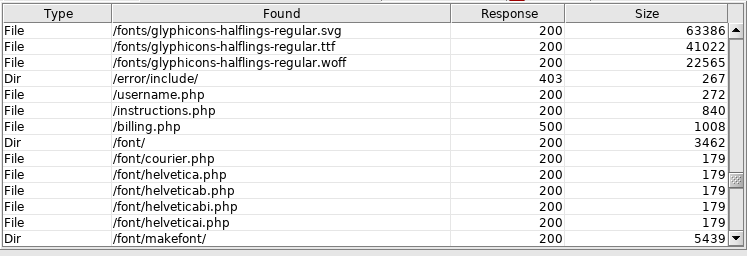 Type Found Response Size
File /fonts/glyphicons-halflings-regular.svg 200 63386
File /fonts/glyphicons-halflings-regular.ttf 200 41022
File /fonts/glyphicons-halflings-regular.woff 200 22565
Dir /error/include/ 403 267
File /username.php 200 272
File /instructions.php 200 840
File /billing.php 500 1008
Dir /font/ 200 3462
File /font/courier.php 200 179
File /font/helvetica.php 200 179
File /font/helveticab.php 200 179
File /font/helveticabi.php 200 179
File /font/helveticai.php 200 179
Dir /font/makefont/ 200 5439